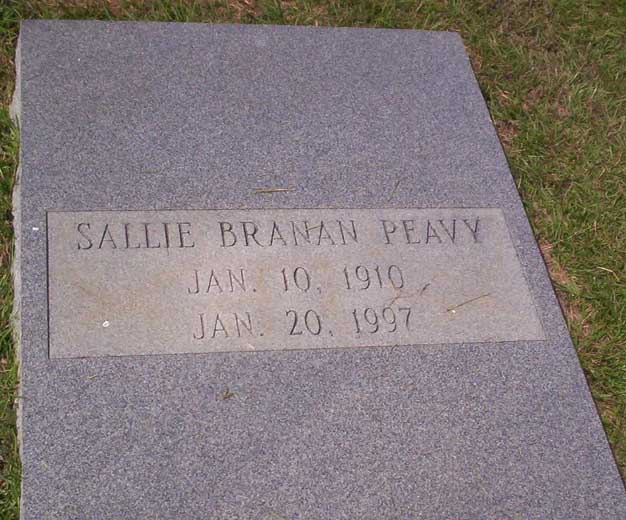 SALLIE BRANAN PEAVY
JAN. 10, 1910
JAN. 20, 1997